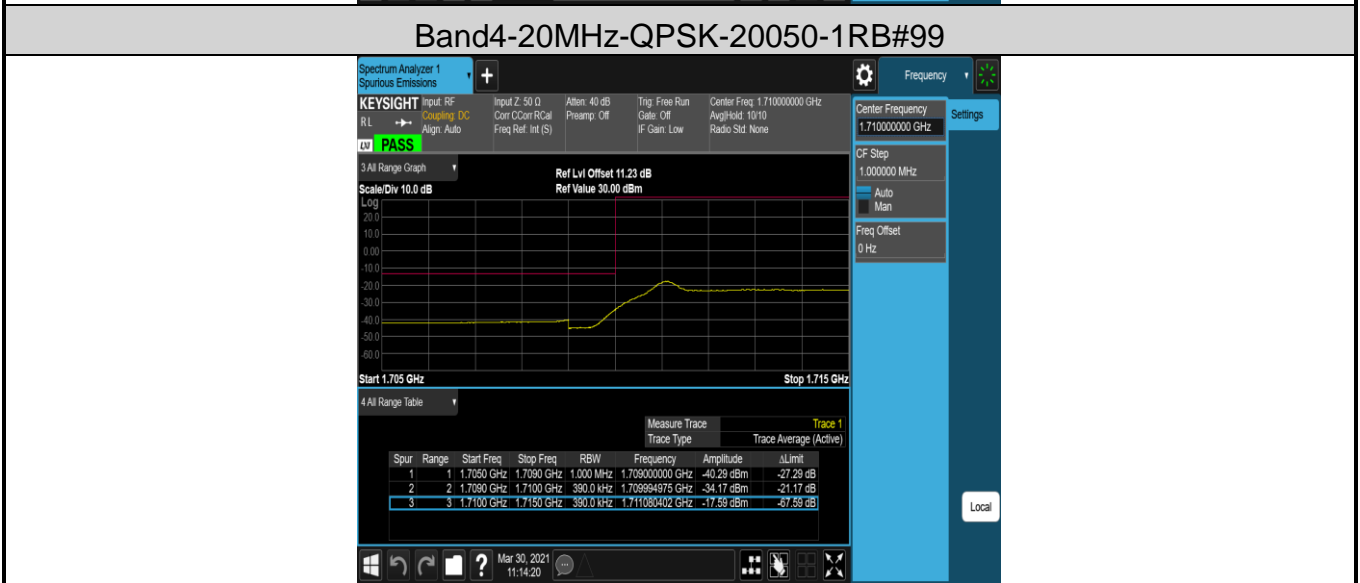 Band4-20MHz-QPSK-20050-1RB#99
Spectrum Analyzer 1
Spurious Emissions
+
Frequency
KEYSIGHT Input: RF Input Z: 50 Ω Atten: 40 dB Trig: Free Run Center Freq: 1.710000000 GHz
RL Coupling: DC Corr CCorr RCal Preamp: Off Gate: Off Avg|Hold: 10/10
Align: Auto Freq Ref: Int (S) IF Gain: Low Radio Std: None
LXI PASS
Center Frequency
1.710000000 GHz
Settings
CF Step
1.000000 MHz
Auto
Man
Freq Offset
0 Hz
3 All Range Graph
Ref Lvl Offset 11.23 dB
Scale/Div 10.0 dB Ref Value 30.00 dBm
Log
20.0
10.0
0.00
-10.0
-20.0
-30.0
-40.0
-50.0
-60.0
Start 1.705 GHz Stop 1.715 GHz
4 All Range Table
Measure Trace Trace 1
Trace Type Trace Average (Active)
Spur Range Start Freq Stop Freq RBW Frequency Amplitude ΔLimit
1 1 1.7050 GHz 1.7090 GHz 1.000 MHz 1.709000000 GHz -40.29 dBm -27.29 dB
2 2 1.7090 GHz 1.7100 GHz 390.0 kHz 1.709994975 GHz -34.17 dBm -21.17 dB
3 3 1.7100 GHz 1.7150 GHz 390.0 kHz 1.711080402 GHz -17.59 dBm -67.59 dB
Local
? Mar 30, 2021
11:14:20